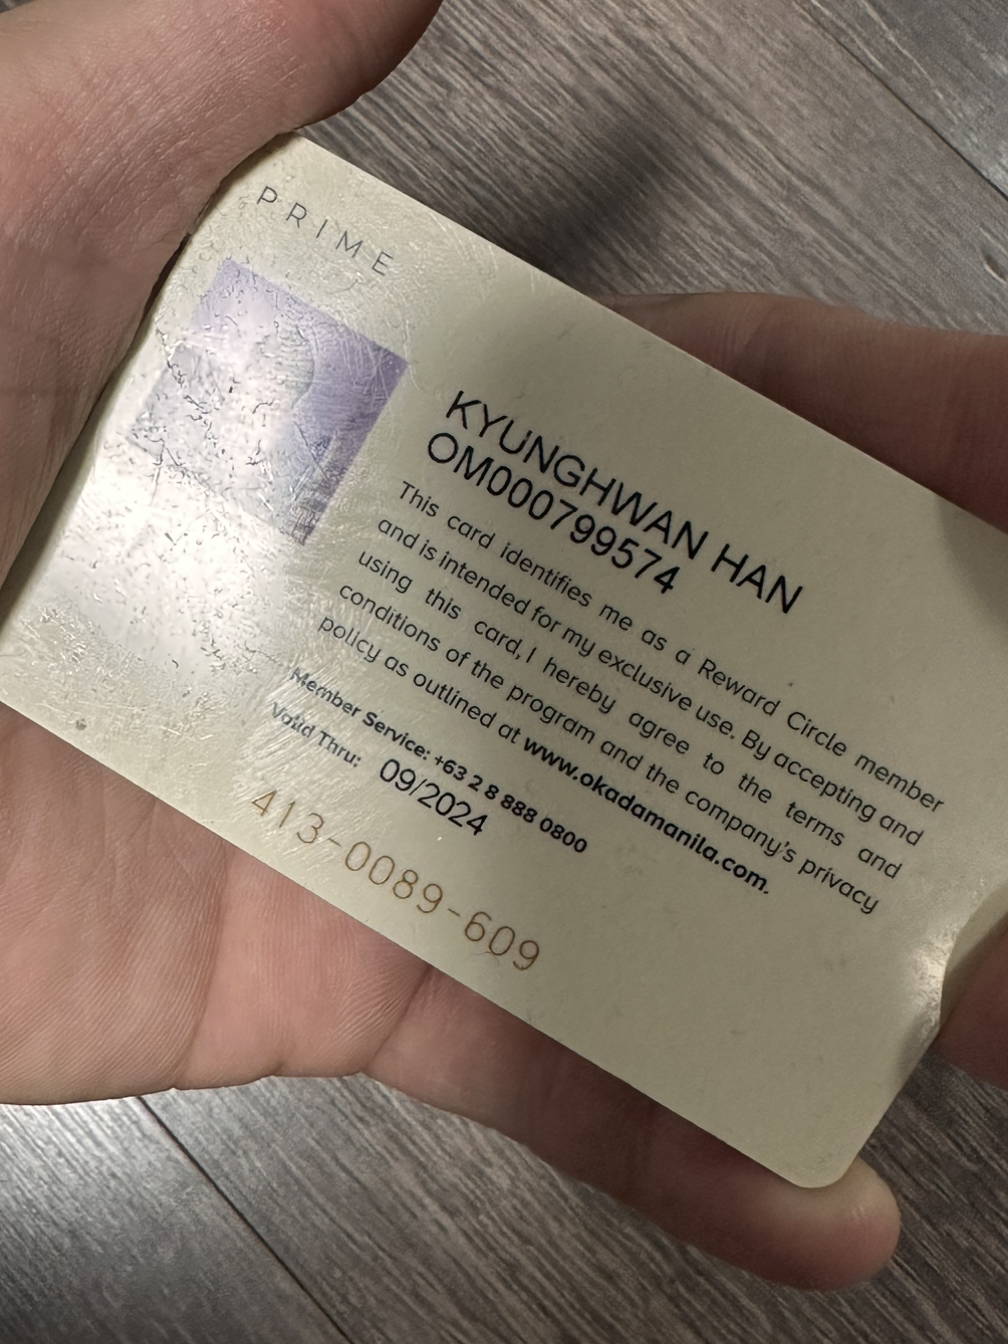 PRIME
KYUNGHWAN HAN
OM000799574
This card identifies me as a Reward Circle member
and is intended for my exclusive use. By accepting and
using this card, I hereby agree to the terms and
conditions of the program and the company's privacy
policy as outlined at www.okadamanila.com.
Member Service: +63 2 8 888 0800
Valid Thru: 09/2024
413-0089-609